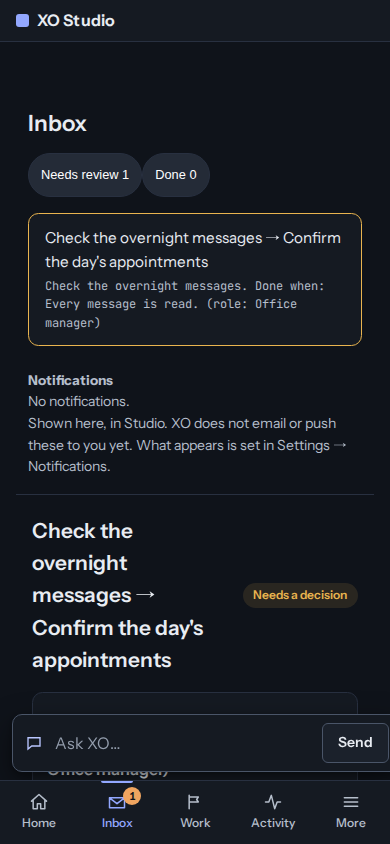 XO Studio
Inbox
Needs review 1
Done 0
Check the overnight messages → Confirm
the day's appointments
Check the overnight messages. Done when:
Every message is read. (role: Office
manager)
Notifications
No notifications.
Shown here, in Studio. XO does not email or push
these to you yet. What appears is set in Settings →
Notifications.
Check the
overnight
messages →
Confirm the day's
appointments
Needs a decision
Ask XO...
Send
Office manager)
1
Home
Inbox
Work
Activity
More